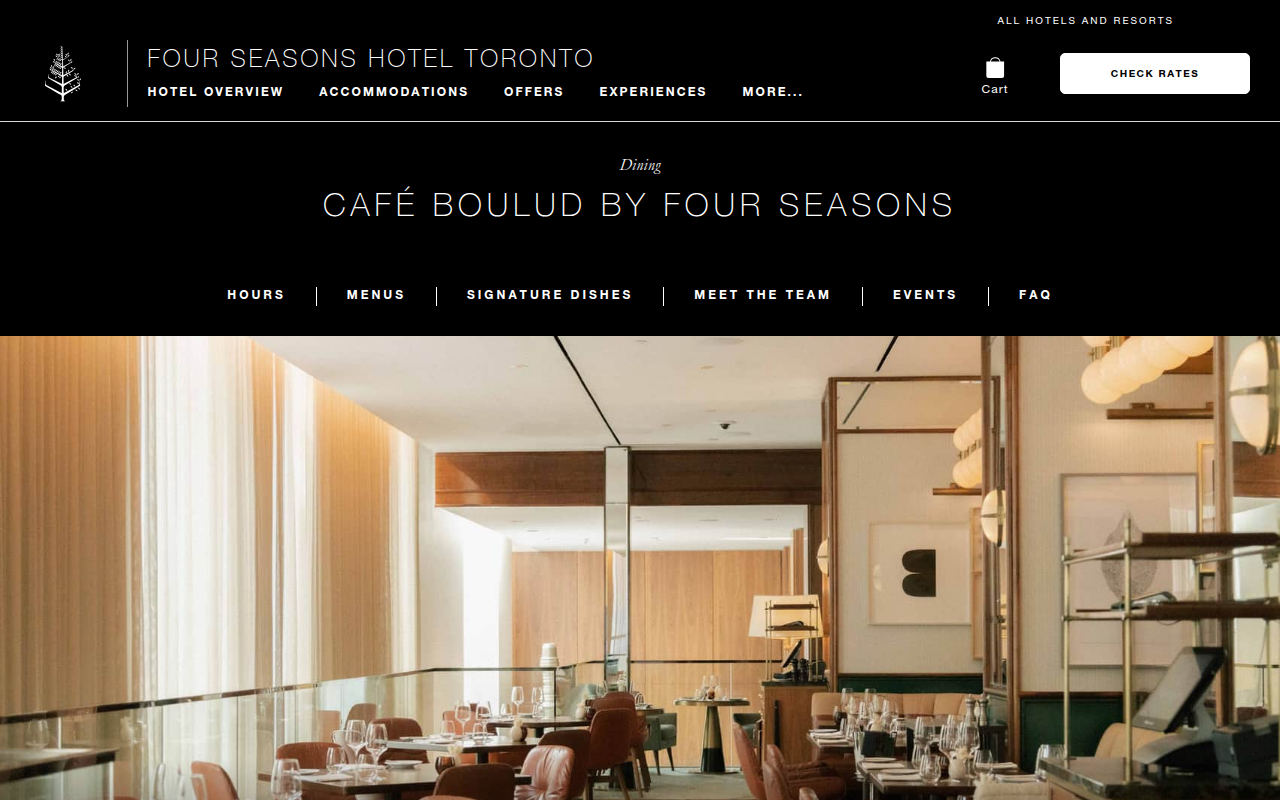 ALL HOTELS AND RESORTS
FOUR SEASONS HOTEL TORONTO
HOTEL OVERVIEW ACCOMMODATIONS OFFERS EXPERIENCES MORE...
Cart
CHECK RATES
Dining
CAFÉ BOULUD BY FOUR SEASONS
HOURS MENUS SIGNATURE DISHES MEET THE TEAM EVENTS FAQ